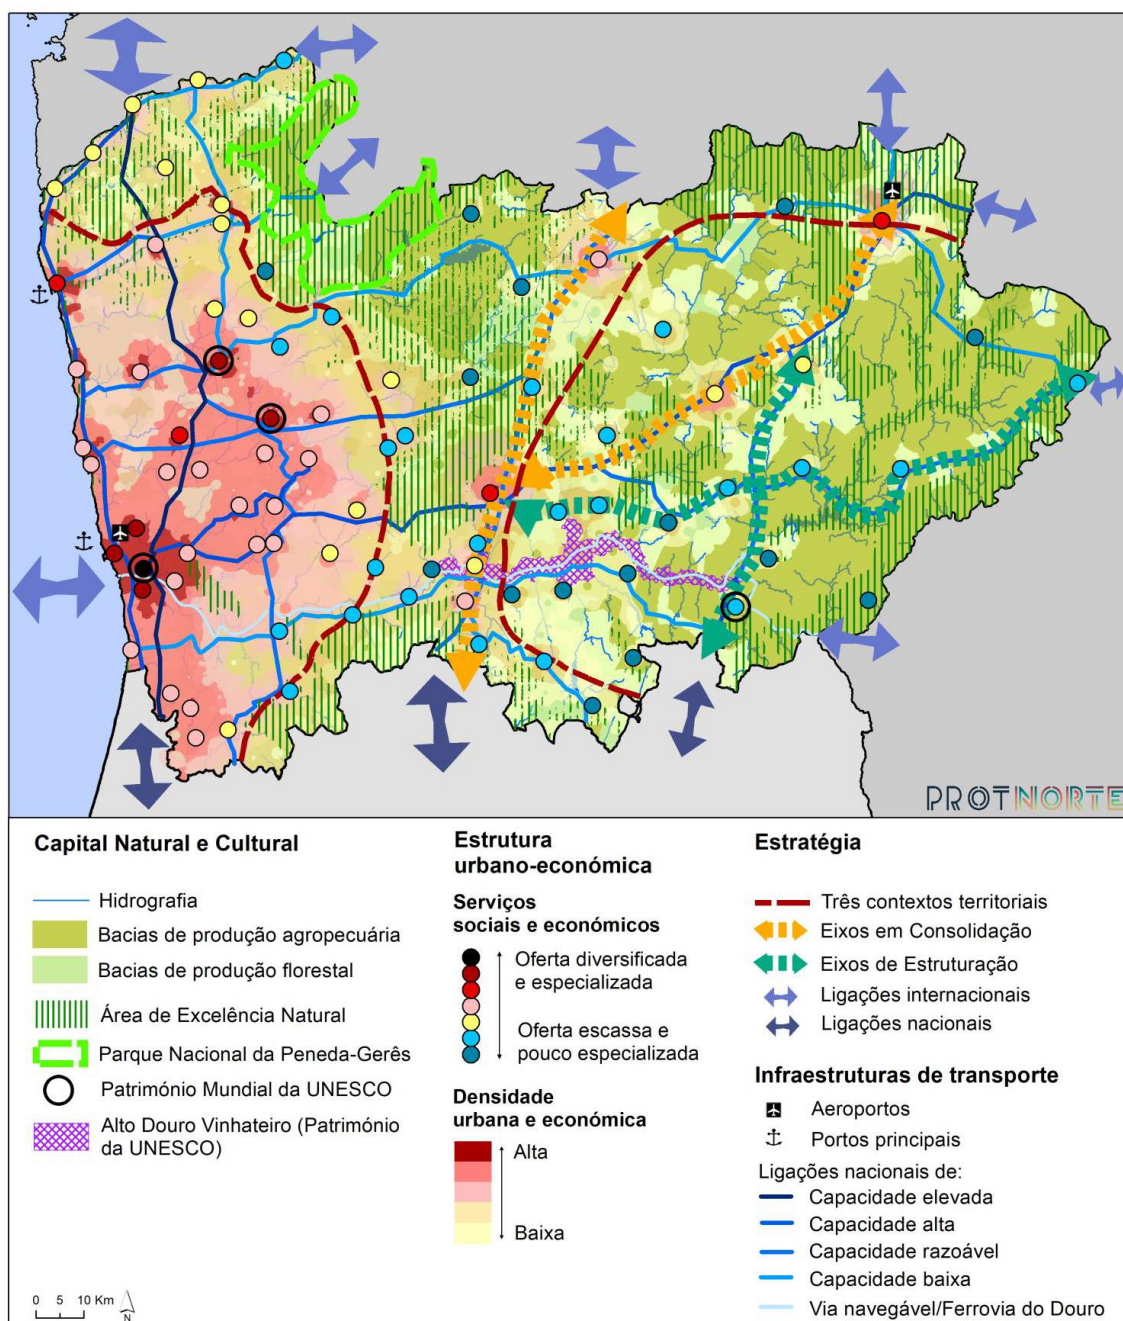 PROTNORTE
Capital Natural e Cultural
Hidrografia
Bacias de produção agropecuária
Bacias de produção florestal
Área de Excelência Natural
Parque Nacional da Peneda-Gerês
Património Mundial da UNESCO
Alto Douro Vinhateiro (Património
da UNESCO)
0 5 10 Km
N
Estrutura
urbano-económica
Serviços
sociais e económicos
Oferta diversificada
e especializada
Oferta escassa e
pouco especializada
Densidade
urbana e económica
Alta
Baixa
Estratégia
Três contextos territoriais
Eixos em Consolidação
Eixos de Estruturação
Ligações internacionais
Ligações nacionais
Infraestruturas de transporte
Aeroportos
Portos principais
Ligações nacionais de:
Capacidade elevada
Capacidade alta
Capacidade razoável
Capacidade baixa
Via navegável/Ferrovia do Douro